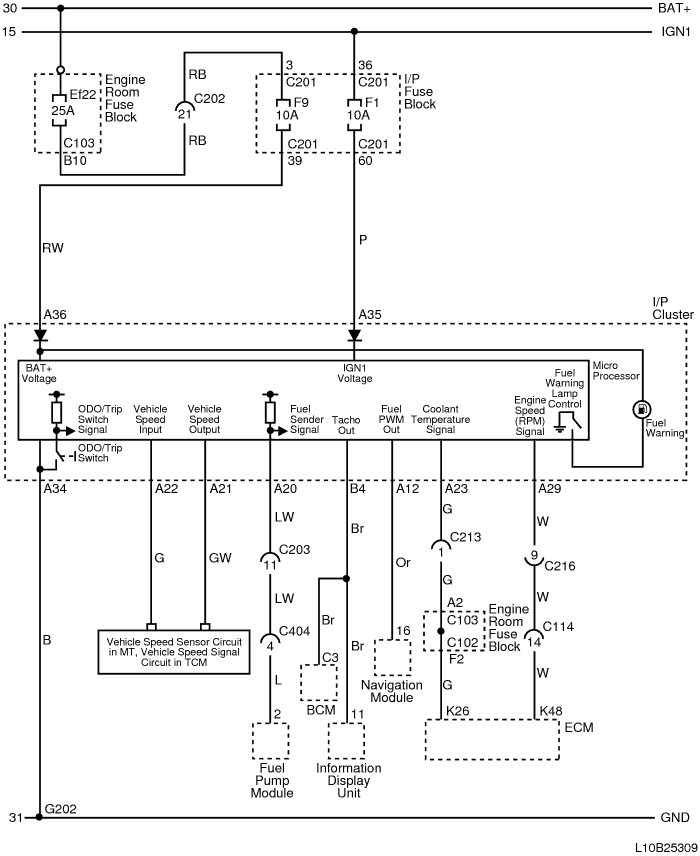 30 BAT+
15 IGN1
Engine
Room
Fuse
Block
Ef22
25A
C103
B10
RB
C202
21
RB
3
C201
F9
10A
C201
39
36
C201
F1
10A
C201
60
I/P
Fuse
Block
RW
P
A36
A35
I/P
Cluster
BAT+
Voltage
IGN1
Voltage
Micro
Processor
Fuel
Warning
Lamp
Control
Fuel
Warning
ODO/Trip
Switch
Signal
Vehicle
Speed
Input
Vehicle
Speed
Output
Fuel
Sender
Signal
Tacho
Out
Fuel
PWM
Out
Coolant
Temperature
Signal
Engine
Speed
(RPM)
Signal
ODO/Trip
Switch
A34
A22
A21
A20
B4
A12
A23
A29
B
G
GW
LW
C203
11
LW
C404
4
L
2
Fuel
Pump
Module
Br
Br
C3
BCM
Br
11
Information
Display
Unit
Or
16
Navigation
Module
G
C213
1
G
A2
C103
C102
F2
Engine
Room
Fuse
Block
G
K26
W
9
C216
W
C114
14
W
K48
ECM
Vehicle Speed Sensor Circuit
in MT, Vehicle Speed Signal
Circuit in TCM
G202
31 GND
L10B25309